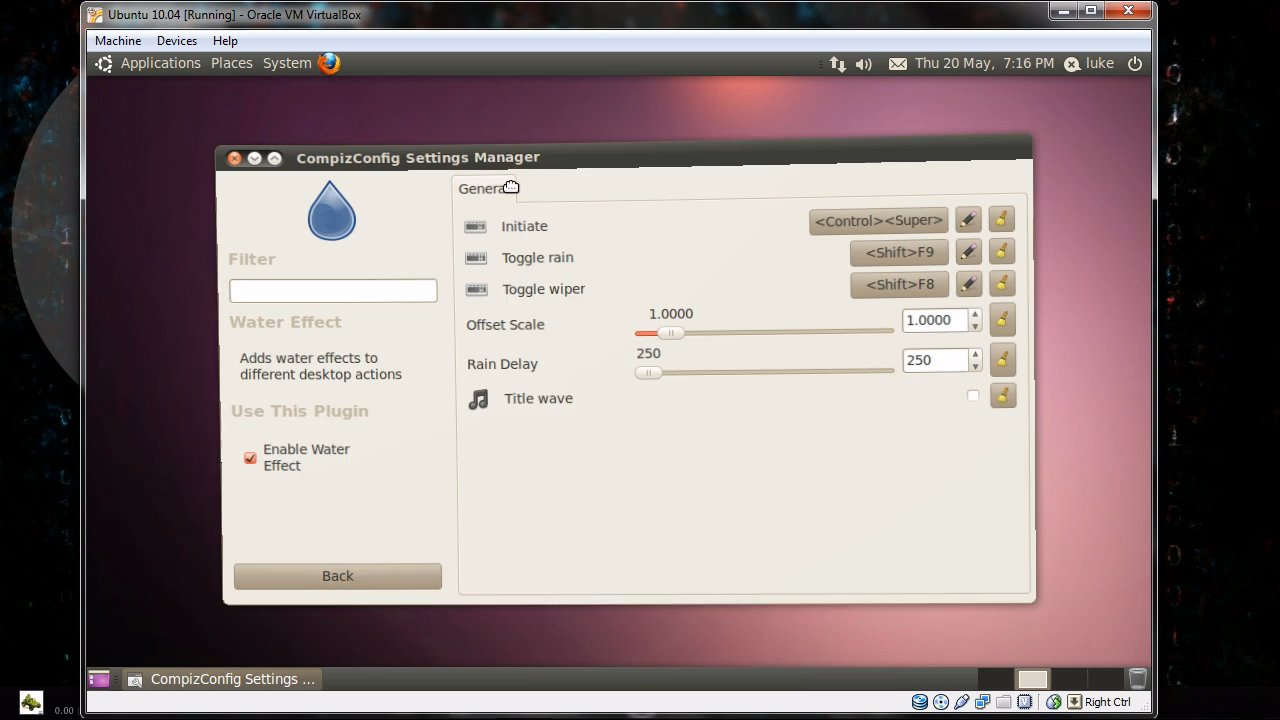 Ubuntu 10.04 [Running] - Oracle VM VirtualBox
Machine Devices Help
Applications Places System Thu 20 May, 7:16 PM luke
CompizConfig Settings Manager
General
Initiate <Control><Super>
Toggle rain <Shift>F9
Toggle wiper <Shift>F8
Offset Scale 1.0000 1.0000
Rain Delay 250 250
Title wave
Filter
Water Effect
Adds water effects to
different desktop actions
Use This Plugin
Enable Water
Effect
Back
CompizConfig Settings ...
Right Ctrl
0.00